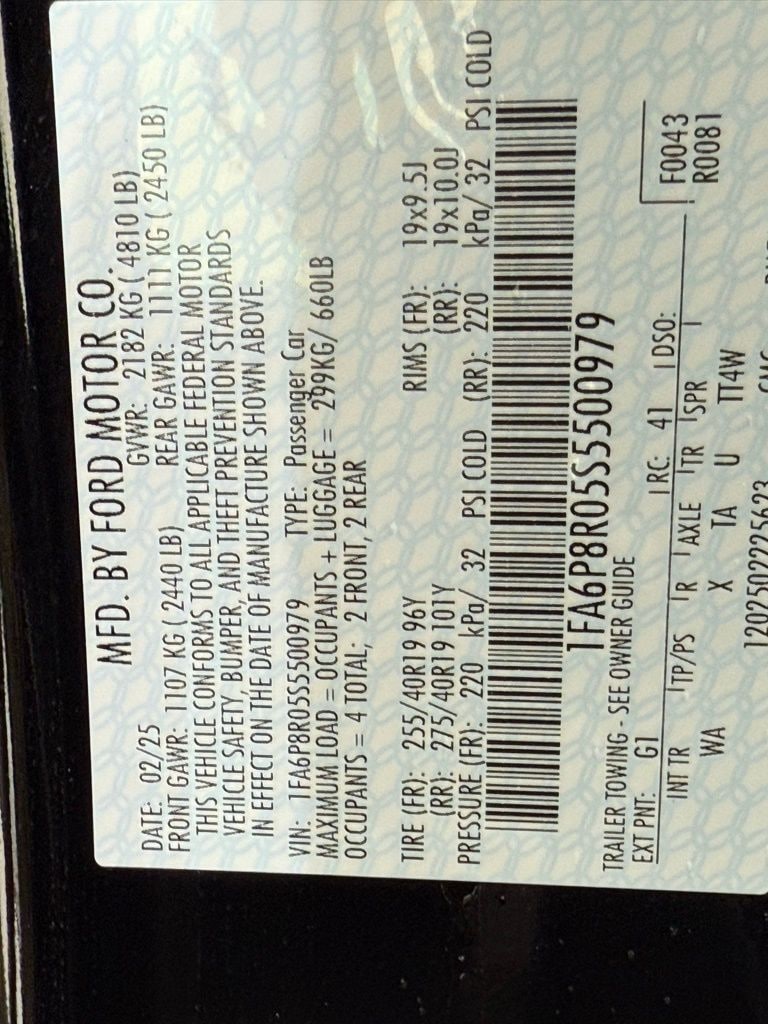 MFD. BY FORD MOTOR CO.
DATE: 02/25 GVWR: 2182 KG ( 4810 LB)
FRONT GAWR: 1107 KG ( 2440 LB) REAR GAWR: 1111 KG ( 2450 LB)
THIS VEHICLE CONFORMS TO ALL APPLICABLE FEDERAL MOTOR
VEHICLE SAFETY, BUMPER, AND THEFT PREVENTION STANDARDS
IN EFFECT ON THE DATE OF MANUFACTURE SHOWN ABOVE.
VIN: 1FA6P8R05S5500979 TYPE: Passenger Car
MAXIMUM LOAD = OCCUPANTS + LUGGAGE = 299KG/ 660LB
OCCUPANTS = 4 TOTAL; 2 FRONT, 2 REAR
TIRE (FR): 255/40R19 96Y RIMS (FR): 19x9.5J
(RR): 275/40R19 101Y (RR): 19x10.0J
PRESSURE (FR): 220 kPa/ 32 PSI COLD (RR): 220 kPa/ 32 PSI COLD
1FA6P8R05S5500979
TRAILER TOWING - SEE OWNER GUIDE
EXT PNT: G1 RC: 41 DSO: F0043
R0081
INT TR TP/PS R AXLE TR SPR
WA X TA U TT4W
1202502225623